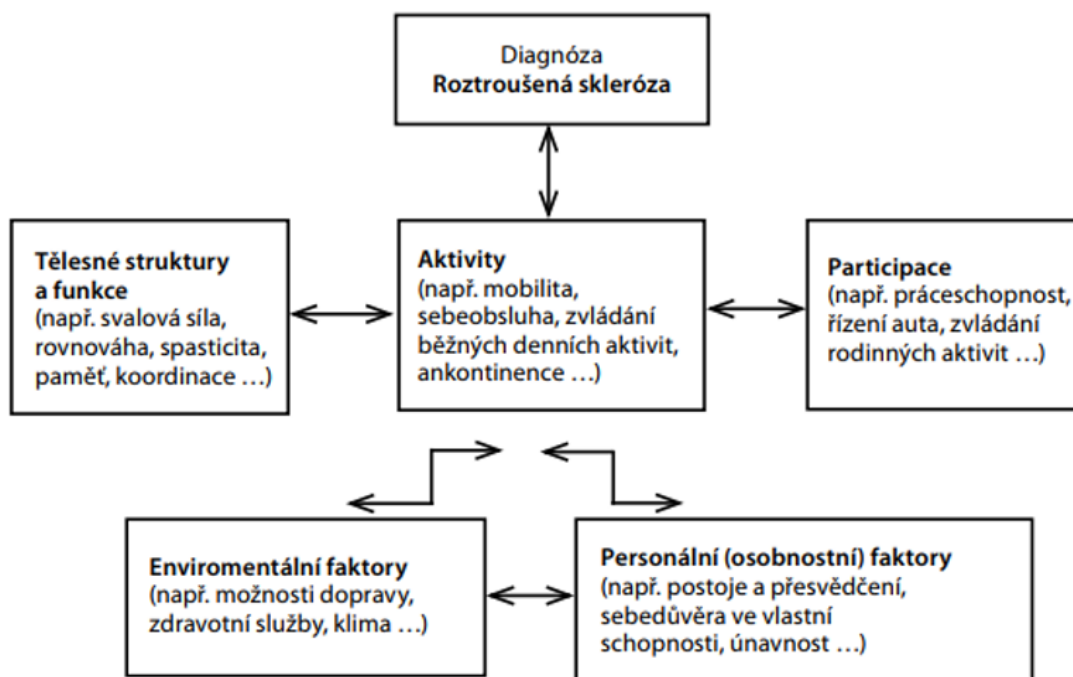 Diagnóza
Roztroušená skleróza
Tělesné struktury
a funkce
(např. svalová síla,
rovnováha, spasticita,
paměť, koordinace …)
Aktivity
(např. mobilita,
sebeobsluha, zvládání
běžných denních aktivit,
ankontinence …)
Participace
(např. práceschopnost,
řízení auta, zvládání
rodinných aktivit …)
Enviromentální faktory
(např. možnosti dopravy,
zdravotní služby, klima …)
Personální (osobnostní) faktory
(např. postoje a přesvědčení,
sebedůvěra ve vlastní
schopnosti, únavnost …)